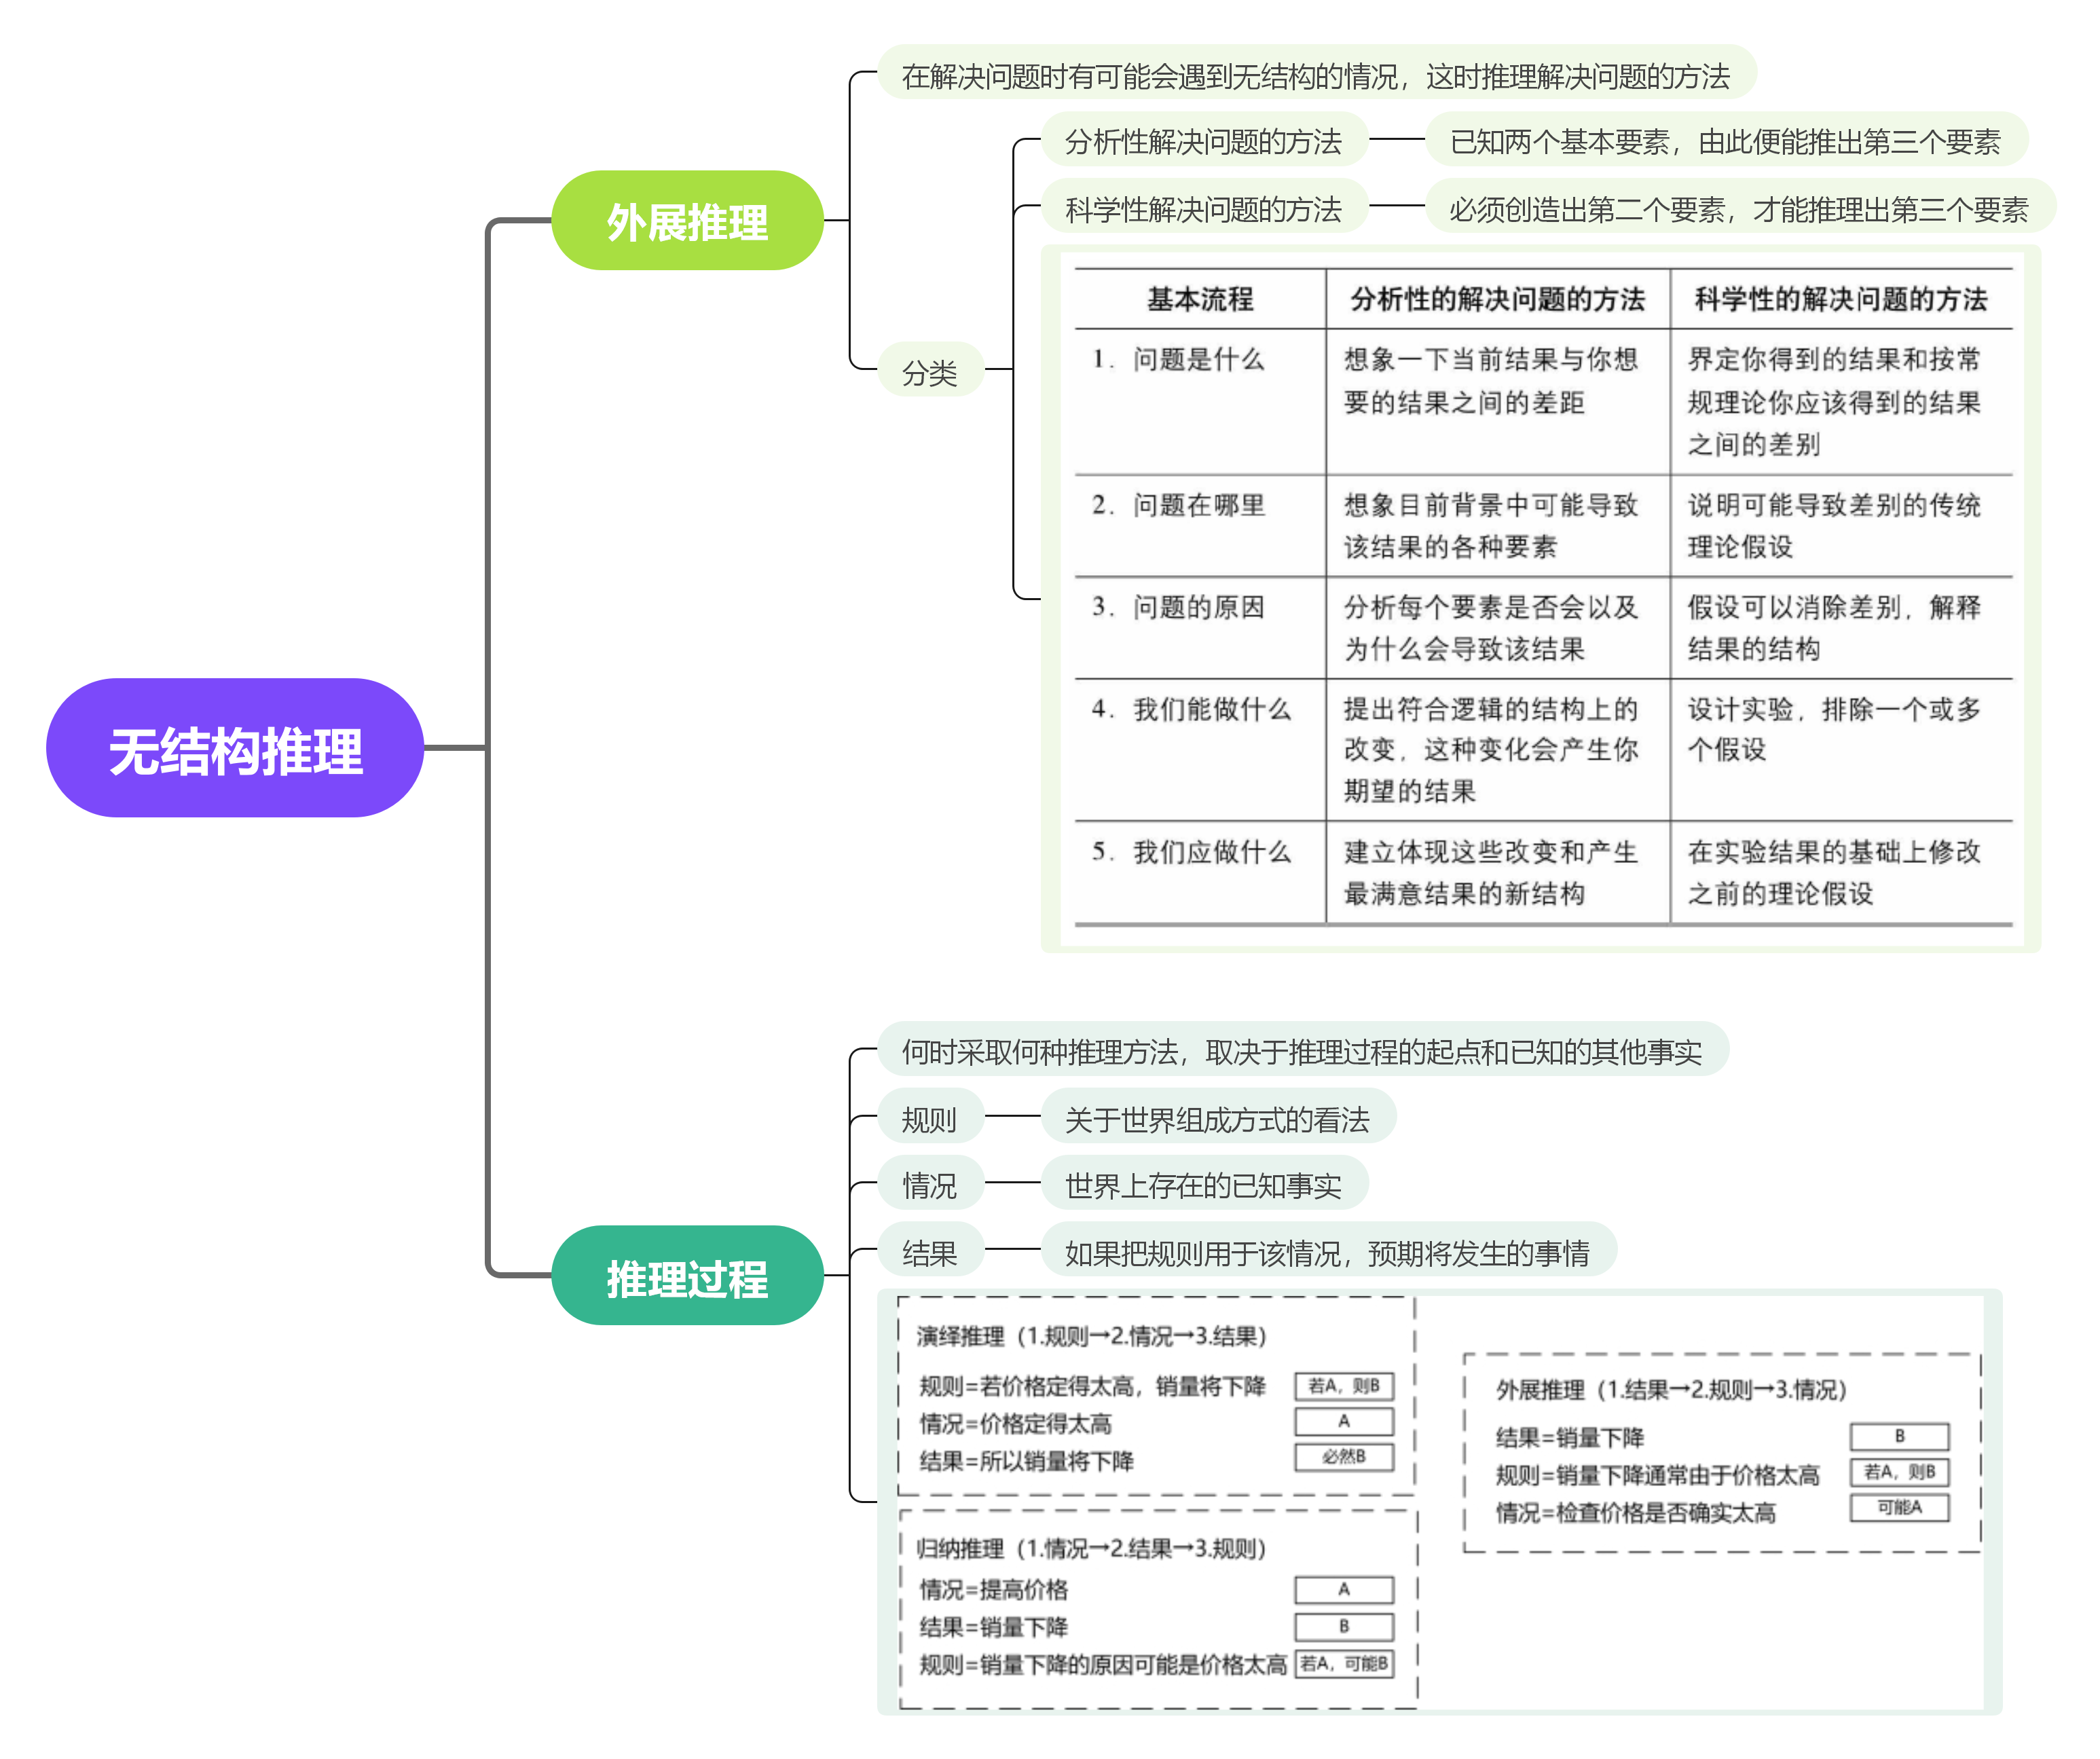 无结构推理
外展推理
在解决问题时有可能会遇到无结构的情况，这时推理解决问题的方法
分类
分析性解决问题的方法
已知两个基本要素，由此便能推出第三个要素
科学性解决问题的方法
必须创造出第二个要素，才能推理出第三个要素
基本流程
分析性的解决问题的方法
科学性的解决问题的方法
1. 问题是什么
想象一下当前结果与你想
要的结果之间的差距
界定你得到的结果和按常
规理论你应该得到的结果
之间的差别
2. 问题在哪里
想象目前背景中可能导致
该结果的各种要素
说明可能导致差别的传统
理论假设
3. 问题的原因
分析每个要素是否会以及
为什么会导致该结果
假设可以消除差别，解释
结果的结构
4. 我们能做什么
提出符合逻辑的结构上的
改变，这种变化会产生你
期望的结果
设计实验，排除一个或多
个假设
5. 我们应做什么
建立体现这些改变和产生
最满意结果的新结构
在实验结果的基础上修改
之前的理论假设
推理过程
何时采取何种推理方法，取决于推理过程的起点和已知的其他事实
规则
关于世界组成方式的看法
情况
世界上存在的已知事实
结果
如果把规则用于该情况，预期将发生的事情
演绎推理（1.规则→2.情况→3.结果）
规则=若价格定得太高，销量将下降
若A，则B
情况=价格定得太高
A
结果=所以销量将下降
必然B
归纳推理（1.情况→2.结果→3.规则）
情况=提高价格
A
结果=销量下降
B
规则=销量下降的原因可能是价格太高
若A，可能B
外展推理（1.结果→2.规则→3.情况）
结果=销量下降
B
规则=销量下降通常由于价格太高
若A，则B
情况=检查价格是否确实太高
可能A